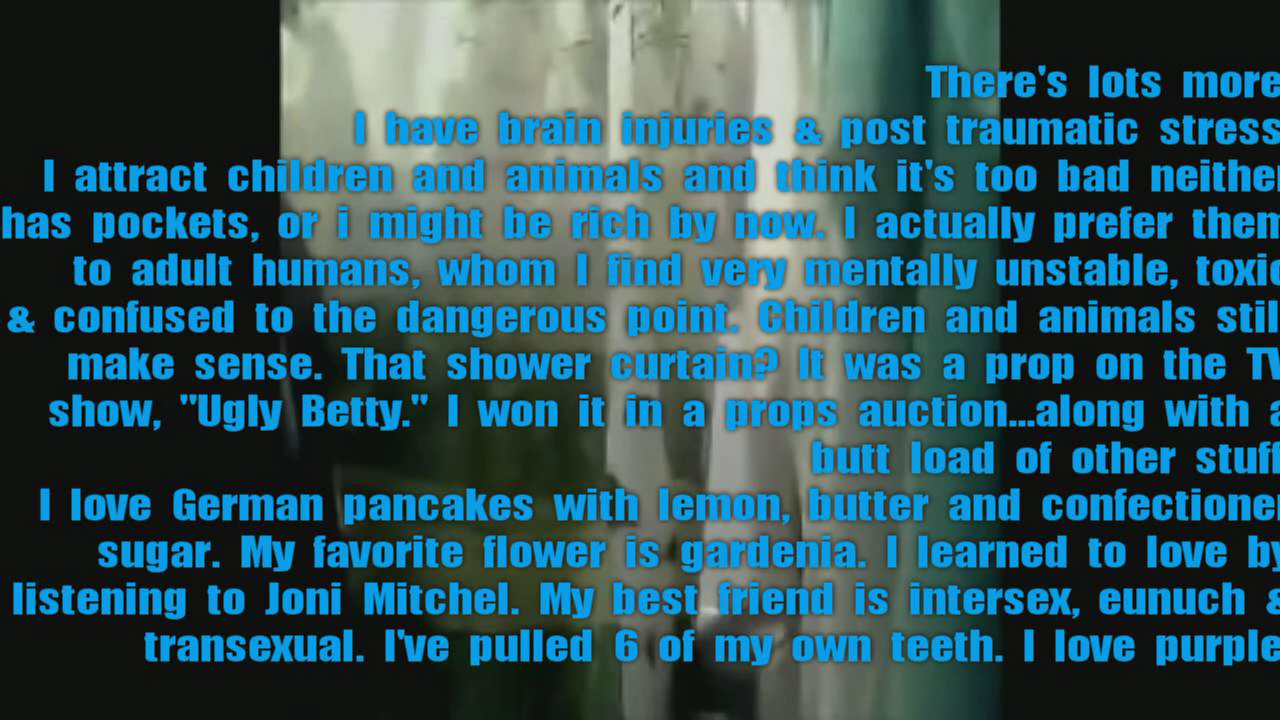 There's lots more
I have brain injuries & post traumatic stress
I attract children and animals and think it's too bad neither
has pockets, or i might be rich by now. I actually prefer them
to adult humans, whom I find very mentally unstable, toxic
& confused to the dangerous point. Children and animals still
make sense. That shower curtain? It was a prop on the TV
show, "Ugly Betty." I won it in a props auction...along with a
butt load of other stuff
I love German pancakes with lemon, butter and confectioner
sugar. My favorite flower is gardenia. I learned to love by
listening to Joni Mitchel. My best friend is intersex, eunuch &
transexual. I've pulled 6 of my own teeth. I love purple